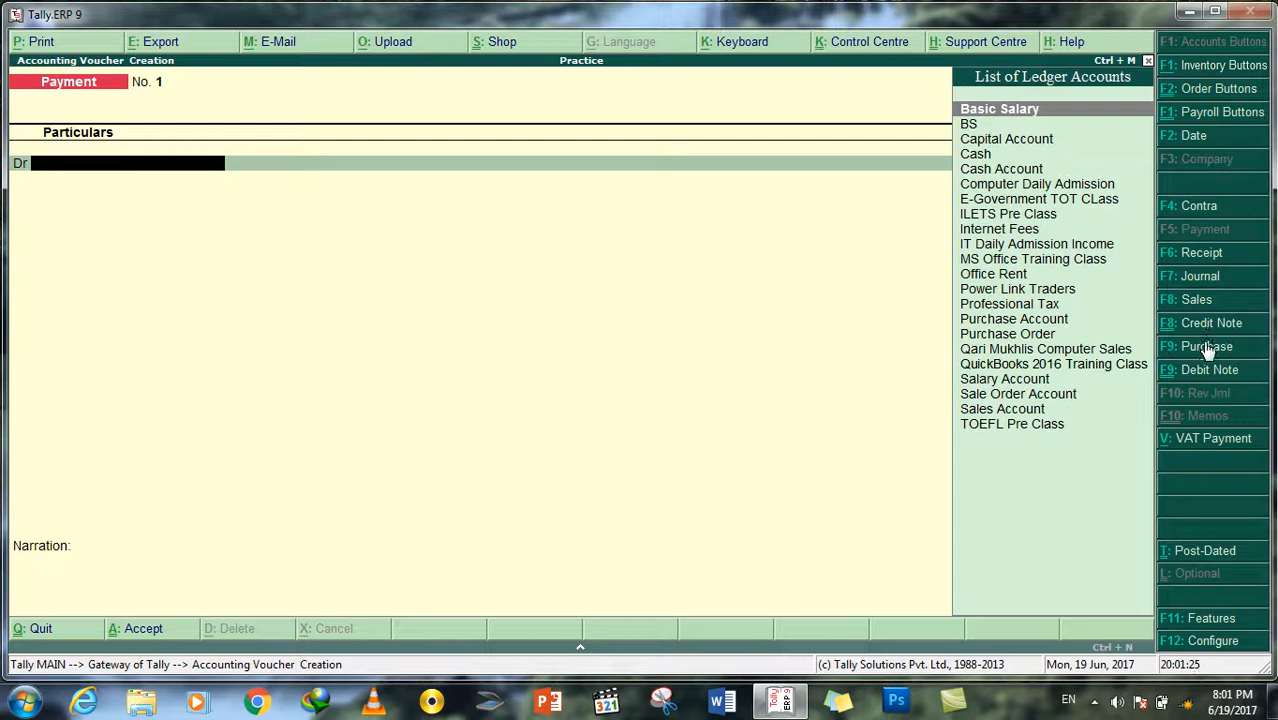 Tally.ERP 9
P: Print
E: Export
M: E-Mail
O: Upload
S: Shop
G: Language
K: Keyboard
K: Control Centre
H: Support Centre
H: Help
Accounting Voucher Creation
Practice
Ctrl + M
Payment No. 1
Particulars
Dr
Narration:
List of Ledger Accounts
Basic Salary
BS
Capital Account
Cash
Cash Account
Computer Daily Admission
E-Government TOT CLass
ILETS Pre Class
Internet Fees
IT Daily Admission Income
MS Office Training Class
Office Rent
Power Link Traders
Professional Tax
Purchase Account
Purchase Order
Qari Mukhlis Computer Sales
QuickBooks 2016 Training Class
Salary Account
Sale Order Account
Sales Account
TOEFL Pre Class
F1: Accounts Buttons
F1: Inventory Buttons
F2: Order Buttons
F1: Payroll Buttons
F2: Date
F3: Company
F4: Contra
F5: Payment
F6: Receipt
F7: Journal
F8: Sales
F8: Credit Note
F9: Purchase
F9: Debit Note
F10: Rev Jrnl
F10: Memos
V: VAT Payment
T: Post-Dated
L: Optional
F11: Features
F12: Configure
Q: Quit
A: Accept
D: Delete
X: Cancel
Ctrl + N
Tally MAIN --> Gateway of Tally --> Accounting Voucher Creation
(c) Tally Solutions Pvt. Ltd., 1988-2013
Mon, 19 Jun, 2017
20:01:25
321
Ps
EN
8:01 PM
6/19/2017